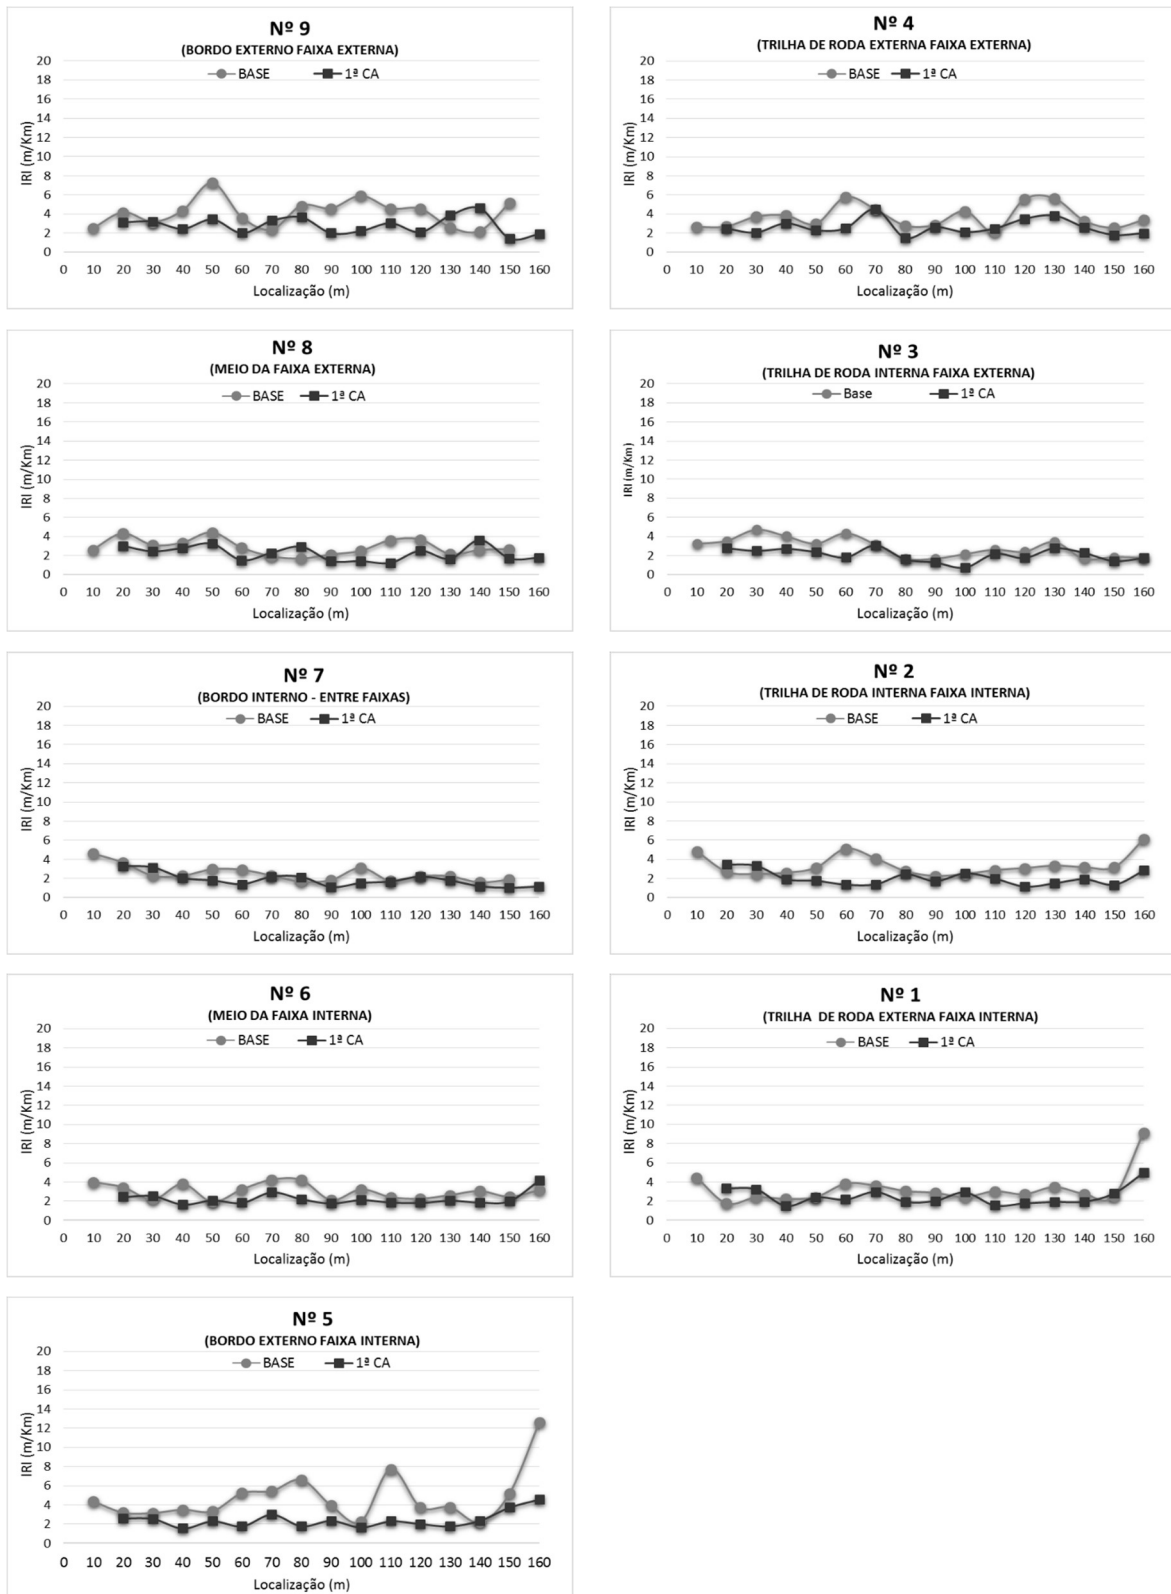 Nº 9
(BORDO EXTERNO FAIXA EXTERNA)
BASE 1ª CA
IRI (m/Km)
20
18
16
14
12
10
8
6
4
2
0
0 10 20 30 40 50 60 70 80 90 100 110 120 130 140 150 160
Localização (m)
Nº 4
(TRILHA DE RODA EXTERNA FAIXA EXTERNA)
BASE 1ª CA
IRI (m/Km)
20
18
16
14
12
10
8
6
4
2
0
0 10 20 30 40 50 60 70 80 90 100 110 120 130 140 150 160
Localização (m)
Nº 8
(MEIO DA FAIXA EXTERNA)
BASE 1ª CA
IRI (m/Km)
20
18
16
14
12
10
8
6
4
2
0
0 10 20 30 40 50 60 70 80 90 100 110 120 130 140 150 160
Localização (m)
Nº 3
(TRILHA DE RODA INTERNA FAIXA EXTERNA)
Base 1ª CA
IRI (m/Km)
20
18
16
14
12
10
8
6
4
2
0
0 10 20 30 40 50 60 70 80 90 100 110 120 130 140 150 160
Localização (m)
Nº 7
(BORDO INTERNO - ENTRE FAIXAS)
BASE 1ª CA
IRI (m/Km)
20
18
16
14
12
10
8
6
4
2
0
0 10 20 30 40 50 60 70 80 90 100 110 120 130 140 150 160
Localização (m)
Nº 2
(TRILHA DE RODA INTERNA FAIXA INTERNA)
BASE 1ª CA
IRI (m/Km)
20
18
16
14
12
10
8
6
4
2
0
0 10 20 30 40 50 60 70 80 90 100 110 120 130 140 150 160
Localização (m)
Nº 6
(MEIO DA FAIXA INTERNA)
BASE 1ª CA
IRI (m/Km)
20
18
16
14
12
10
8
6
4
2
0
0 10 20 30 40 50 60 70 80 90 100 110 120 130 140 150 160
Localização (m)
Nº 1
(TRILHA DE RODA EXTERNA FAIXA INTERNA)
BASE 1ª CA
IRI (m/Km)
20
18
16
14
12
10
8
6
4
2
0
0 10 20 30 40 50 60 70 80 90 100 110 120 130 140 150 160
Localização (m)
Nº 5
(BORDO EXTERNO FAIXA INTERNA)
BASE 1ª CA
IRI (m/Km)
20
18
16
14
12
10
8
6
4
2
0
0 10 20 30 40 50 60 70 80 90 100 110 120 130 140 150 160
Localização (m)